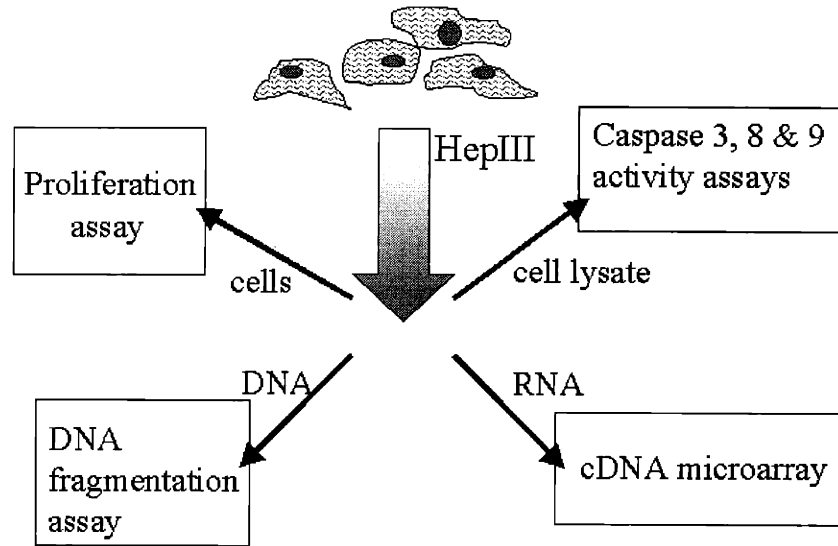 HepIII
Caspase 3, 8 & 9
activity assays
Proliferation
assay
cells
cell lysate
DNA
RNA
DNA
fragmentation
assay
cDNA microarray